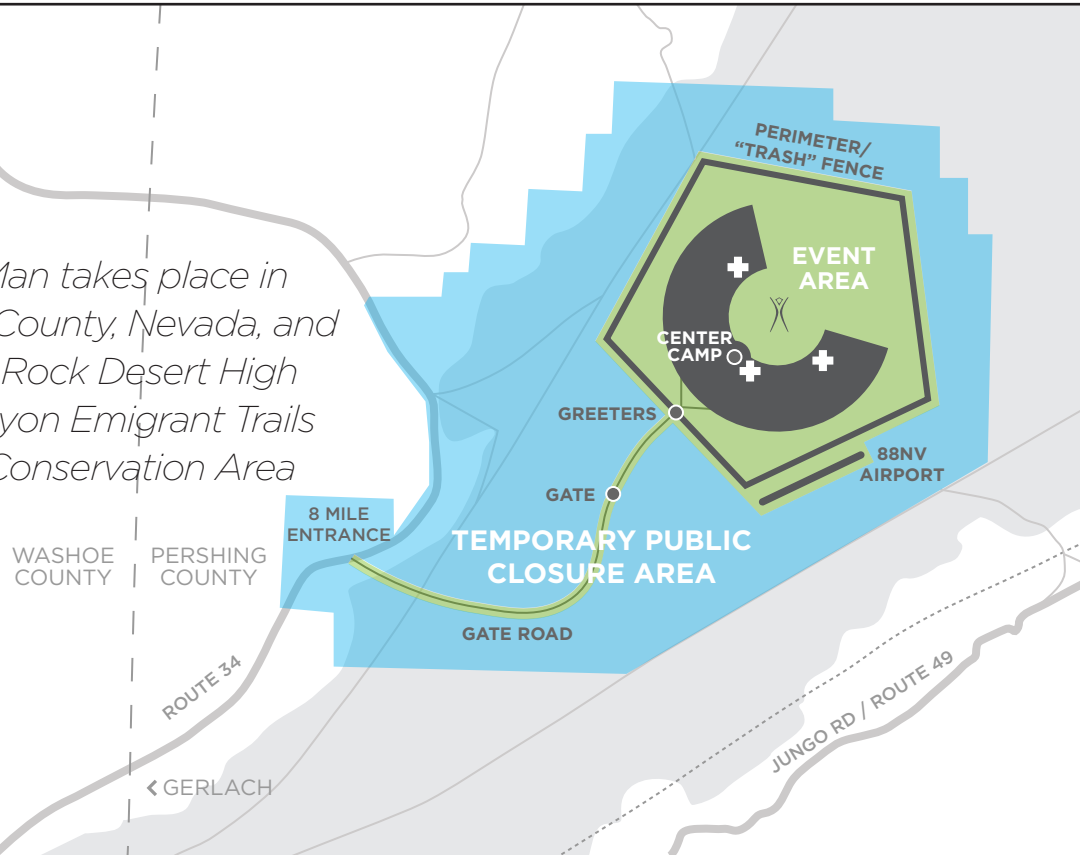 PERIMETER/
“TRASH” FENCE
EVENT
AREA
Man takes place in
County, Nevada, and
Rock Desert High
yon Emigrant Trails
Conservation Area
CENTER
CAMP
GREETERS
88NV
AIRPORT
GATE
8 MILE
ENTRANCE
TEMPORARY PUBLIC
CLOSURE AREA
WASHOE
COUNTY
PERSHING
COUNTY
GATE ROAD
ROUTE 34
JUNGO RD / ROUTE 49
GERLACH